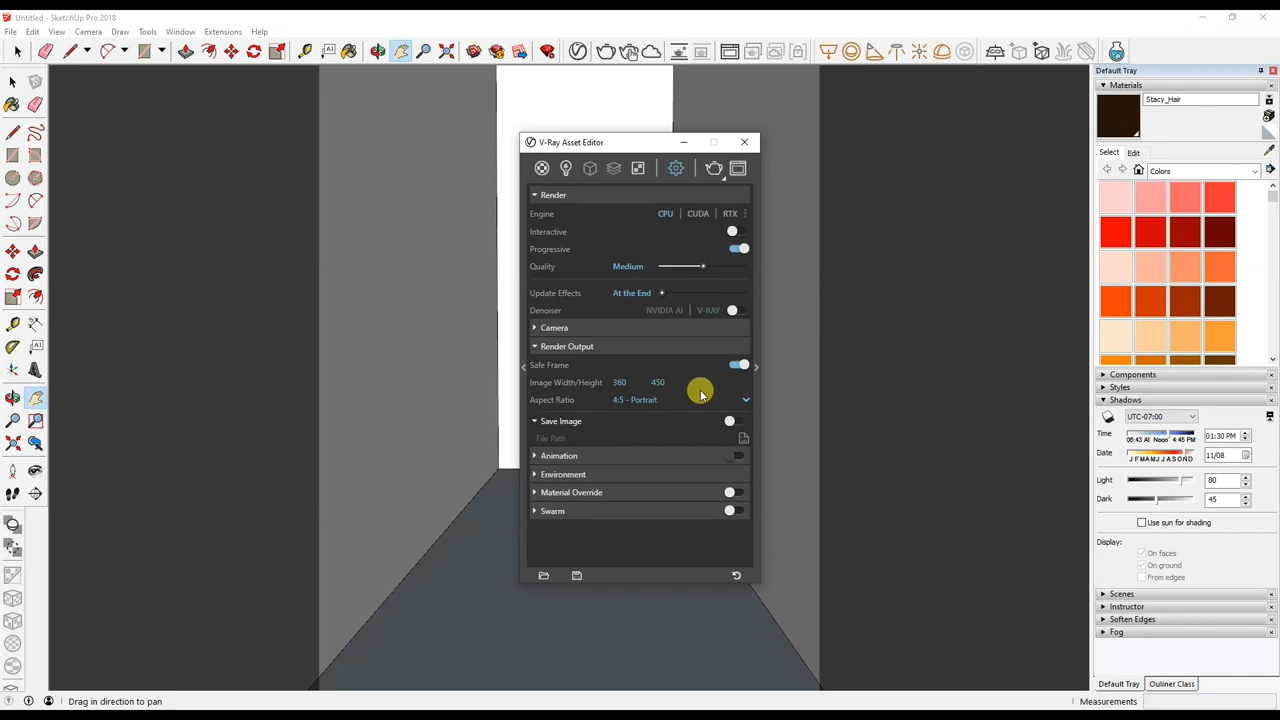 Untitled - SketchUp Pro 2018
File Edit View Camera Draw Tools Window Extensions Help
Default Tray
Materials
Stacy_Hair
Select Edit
Colors
V-Ray Asset Editor
Render
Engine CPU CUDA RTX
Interactive
Progressive
Quality Medium
Update Effects At the End
Denoiser NVIDIA AI V-RAY
Camera
Render Output
Safe Frame
Image Width/Height 360 450
Aspect Ratio 4:5 - Portrait
Save Image
File Path
Animation
Environment
Material Override
Swarm
Components
Styles
Shadows
UTC-07:00
Time 06:43 AM Noon 4:45 PM 01:30 PM
Date J F M A M J J A S O N D 11/08
Light 80
Dark 45
Use sun for shading
Display:
On faces
On ground
From edges
Scenes
Instructor
Soften Edges
Fog
Default Tray Ouliner Class
Drag in direction to pan
Measurements